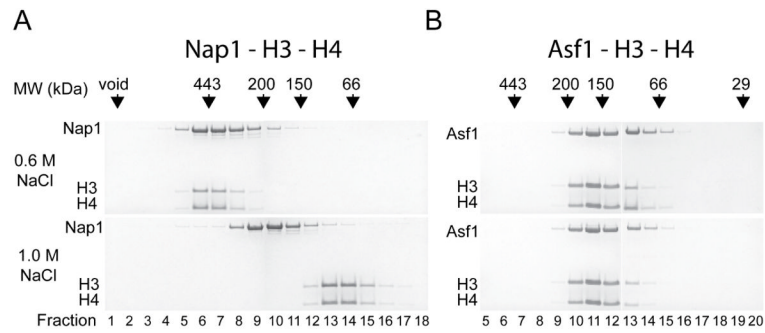 A
Nap1 - H3 - H4
MW (kDa) void 443 200 150 66
0.6 M NaCl
Nap1
H3
H4
1.0 M NaCl
Nap1
H3
H4
Fraction 1 2 3 4 5 6 7 8 9 10 11 12 13 14 15 16 17 18
B
Asf1 - H3 - H4
443 200 150 66 29
Asf1
H3
H4
Asf1
H3
H4
5 6 7 8 9 10 11 12 13 14 15 16 17 18 19 20